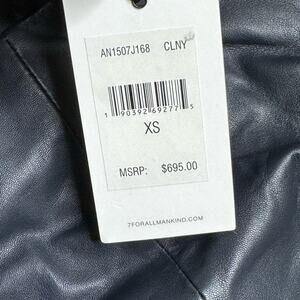 AN1507J168 CLNY
1 90392 69277 5
XS
MSRP: $695.00
7FORALLMANKIND.COM